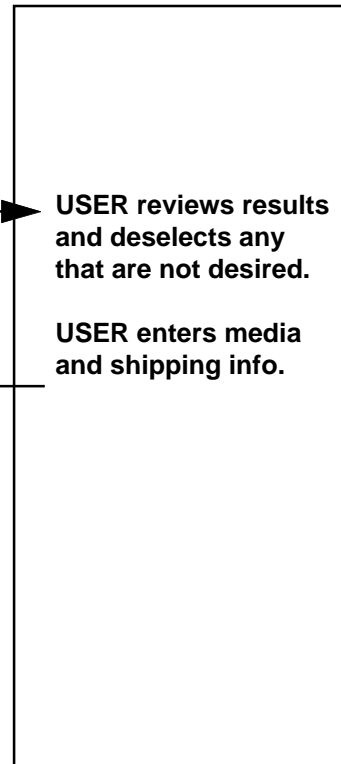 USER reviews results
and deselects any
that are not desired.
USER enters media
and shipping info.